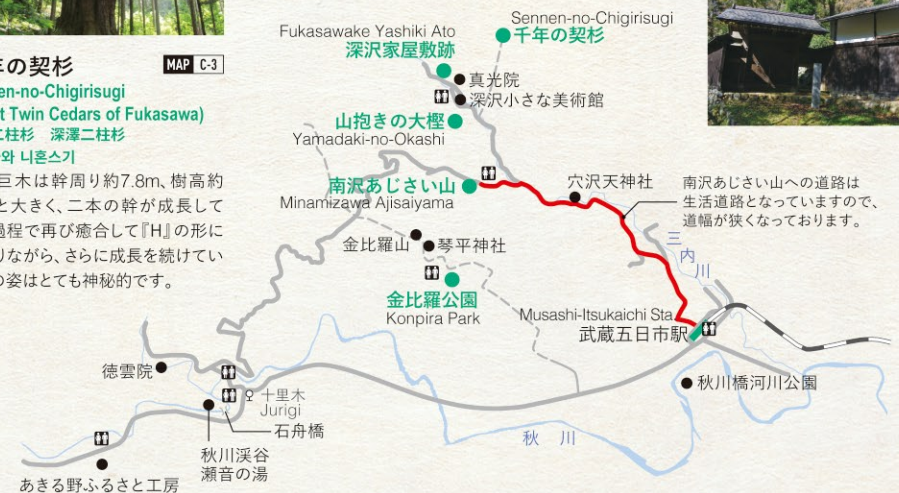 年の契杉
MAP C-3
en-no-Chigirisugi
t Twin Cedars of Fukasawa)
二柱杉　深澤二柱杉
와 니혼스기
巨木は幹周り約7.8m、樹高約
と大きく、二本の幹が成長して
過程で再び癒合して『H』の形に
りながら、さらに成長を続けてい
の姿はとても神秘的です。
Sennen-no-Chigirisugi
千年の契杉
Fukasawake Yashiki Ato
深沢家屋敷跡
真光院
深沢小さな美術館
山抱きの大樫
Yamadaki-no-Okashi
南沢あじさい山
Minamizawa Ajisaiyama
穴沢天神社
南沢あじさい山への道路は
生活道路となっていますので、
道幅が狭くなっております。
三内川
金比羅山
琴平神社
金比羅公園
Konpira Park
Musashi-Itsukaichi Sta
武蔵五日市駅
秋川橋河川公園
徳雲院
十里木
Jurigi
石舟橋
秋川渓谷
瀬音の湯
秋川
あきる野ふるさと工房